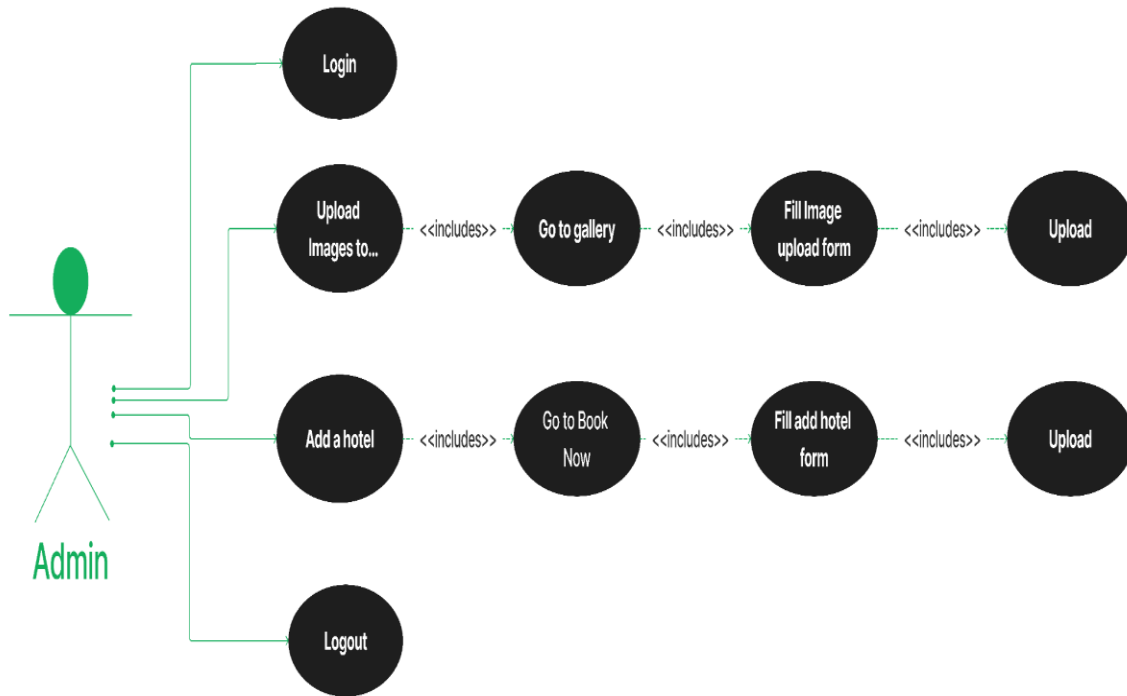 Login
Upload
Images to...
<<includes>>
Go to gallery
<<includes>>
Fill Image
upload form
<<includes>>
Upload
Add a hotel
<<includes>>
Go to Book
Now
<<includes>>
Fill add hotel
form
<<includes>>
Upload
Admin
Logout